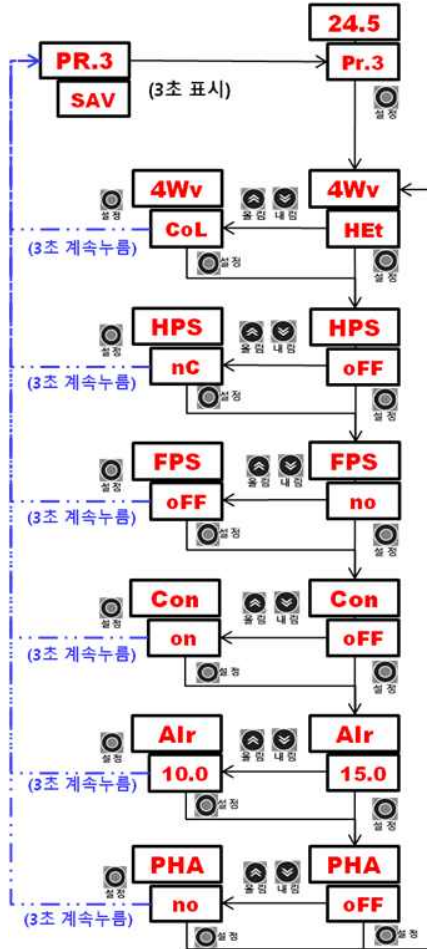 24.5
PR.3
Pr.3
SAV
(3초 표시)
설정
4Wv
4Wv
설정
올림 내림
CoL
HEt
(3초 계속누름)
설정
설정
HPS
HPS
설정
올림 내림
nC
oFF
(3초 계속누름)
설정
설정
FPS
FPS
설정
올림 내림
oFF
no
(3초 계속누름)
설정
설정
Con
Con
설정
올림 내림
on
oFF
(3초 계속누름)
설정
설정
AIr
AIr
설정
올림 내림
10.0
15.0
(3초 계속누름)
설정
설정
PHA
PHA
설정
올림 내림
no
oFF
(3초 계속누름)
설정
설정